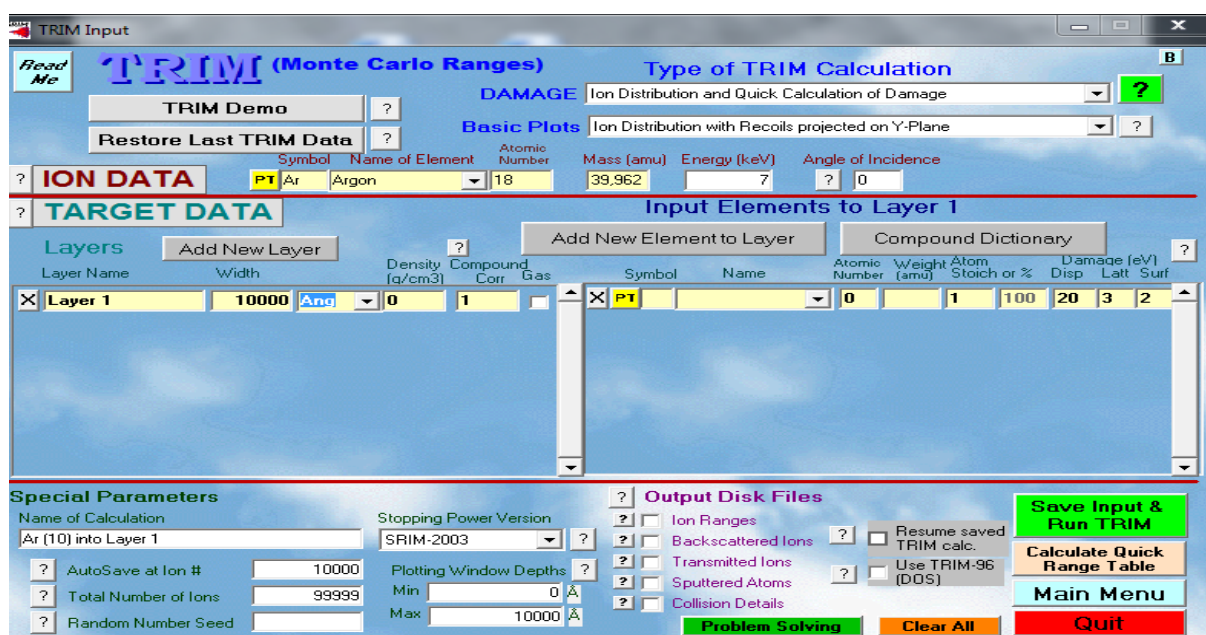 TRIM Input
Read Me
TRIM (Monte Carlo Ranges)
Type of TRIM Calculation
B
TRIM Demo ?
DAMAGE Ion Distribution and Quick Calculation of Damage ?
Restore Last TRIM Data ?
Basic Plots Ion Distribution with Recoils projected on Y-Plane ?
Symbol Name of Element Atomic Number Mass (amu) Energy (keV) Angle of Incidence
? ION DATA PT Ar Argon 18 39,962 7 ? 0
? TARGET DATA Input Elements to Layer 1
Layers Add New Layer ? Add New Element to Layer Compound Dictionary ?
Layer Name Width Density (g/cm3) Compound Corr Gas Symbol Name Atomic Number Weight (amu) Atom Stoich or % Damage (eV) Disp Latt Surf
X Layer 1 10000 Ang 0 1 X PT 0 1 100 20 3 2
Special Parameters
Name of Calculation
Ar (10) into Layer 1
Stopping Power Version
SRIM-2003 ?
? AutoSave at Ion # 10000
? Total Number of Ions 99999
? Random Number Seed
Plotting Window Depths ?
Min 0 Å
Max 10000 Å
? Output Disk Files
? Ion Ranges
? Backscattered Ions
? Transmitted Ions
? Sputtered Atoms
? Collision Details
? Resume saved TRIM calc.
? Use TRIM-96 (DOS)
Problem Solving
Clear All
Save Input & Run TRIM
Calculate Quick Range Table
Main Menu
Quit